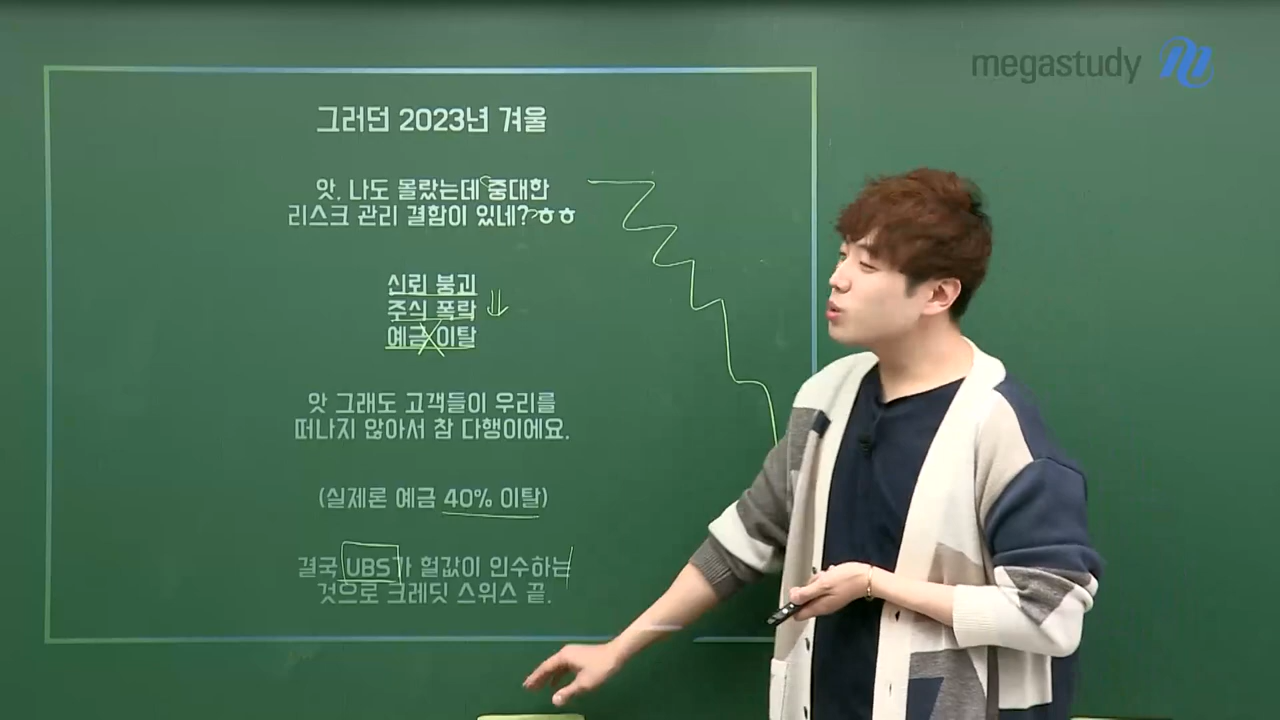 megastudy
그러던 2023년 겨울
앗, 나도 몰랐는데 중대한
리스크 관리 결함이 있네?ㅎㅎ
신뢰 붕괴
주식 폭락
예금 이탈
앗 그래도 고객들이 우리를
떠나지 않아서 참 다행이에요.
(실제론 예금 40% 이탈)
결국 UBS가 헐값이 인수하는
것으로 크레딧 스위스 끝.